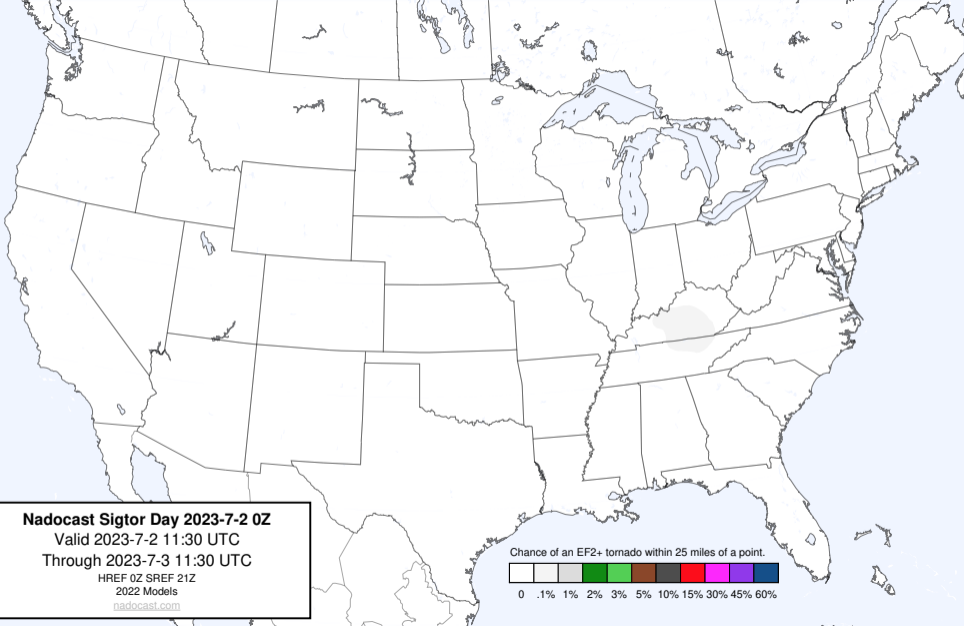 Nadocast Sigtor Day 2023-7-2 0Z
Valid 2023-7-2 11:30 UTC
Through 2023-7-3 11:30 UTC
HREF 0Z SREF 21Z
2022 Models
nadocast.com
Chance of an EF2+ tornado within 25 miles of a point.
0 .1% 1% 2% 3% 5% 10% 15% 30% 45% 60%